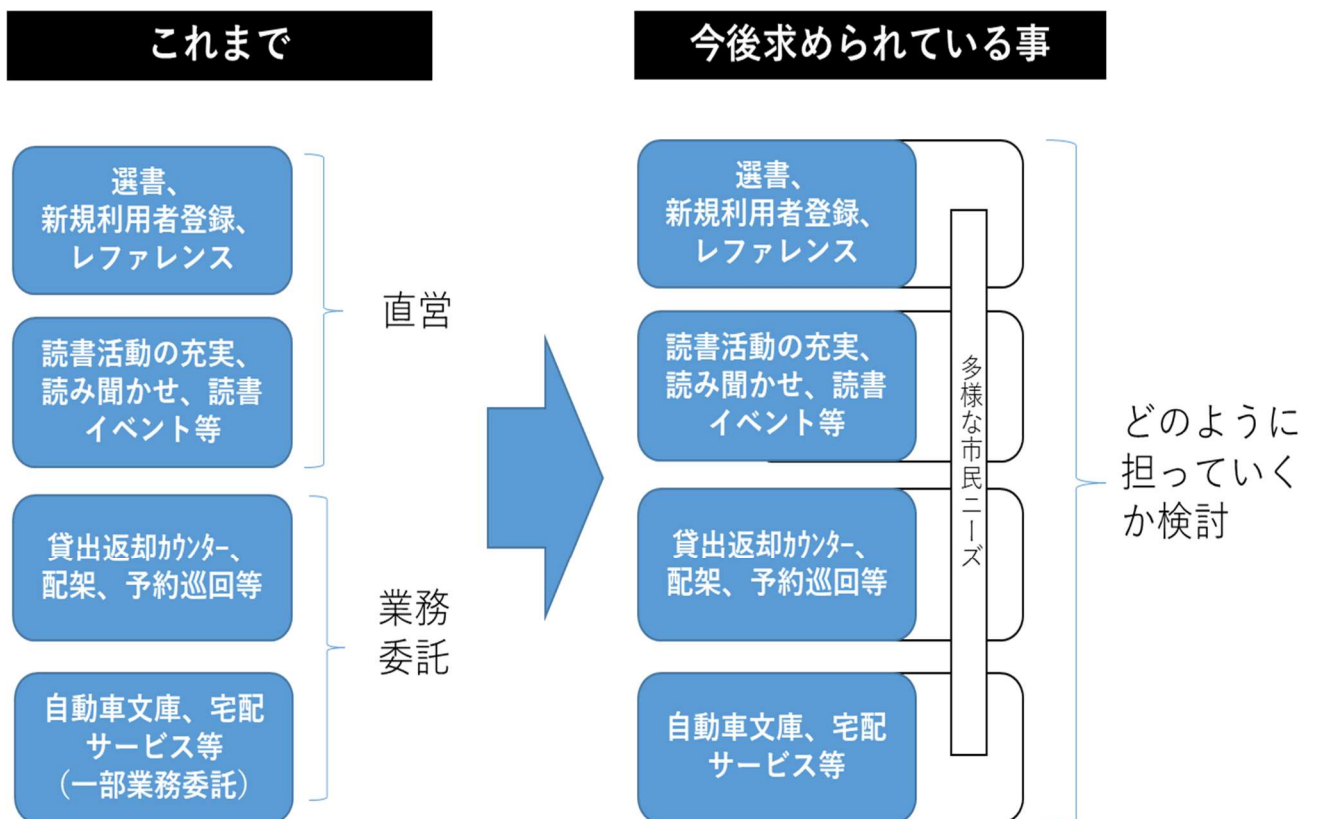 これまで
選書、
新規利用者登録、
レファレンス
読書活動の充実、
読み聞かせ、読書
イベント等
直営
貸出返却ｶｳﾝﾀｰ、
配架、予約巡回等
自動車文庫、宅配
サービス等
（一部業務委託）
業務
委託
今後求められている事
選書、
新規利用者登録、
レファレンス
読書活動の充実、
読み聞かせ、読書
イベント等
貸出返却ｶｳﾝﾀｰ、
配架、予約巡回等
自動車文庫、宅配
サービス等
多様な市民ニーズ
どのように
担っていく
か検討